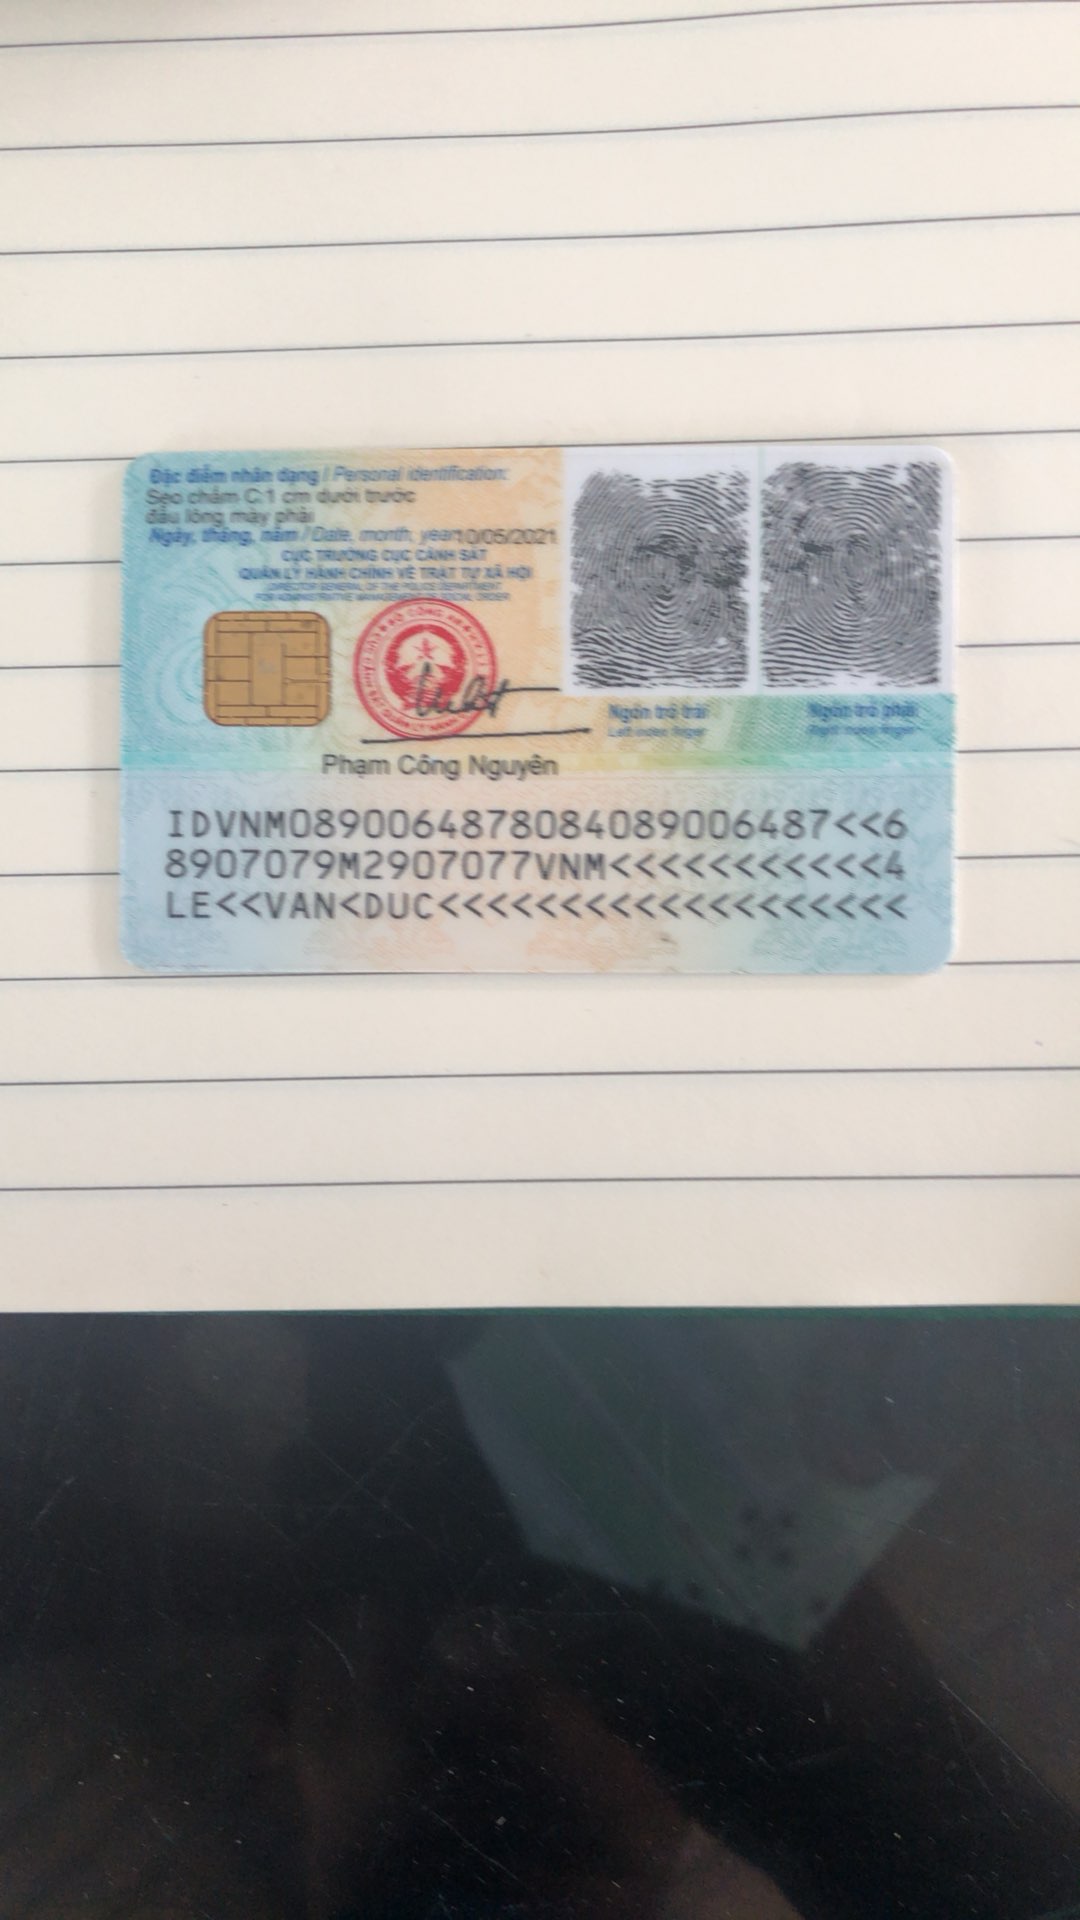 Đặc điểm nhân dạng / Personal identification:
Sẹo chấm C:1 cm dưới trước
đầu lông mày phải
Ngày, tháng, năm / Date, month, year 10/05/2021
CỤC TRƯỞNG CỤC CẢNH SÁT
QUẢN LÝ HÀNH CHÍNH VỀ TRẬT TỰ XÃ HỘI
DIRECTOR GENERAL OF THE POLICE DEPARTMENT
FOR ADMINISTRATIVE MANAGEMENT OF SOCIAL ORDER
Ngón trỏ trái
Left index finger
Ngón trỏ phải
Right index finger
Phạm Công Nguyên
IDVNM0890064878084089006487<<6
8907079M2907077VNM<<<<<<<<<<<4
LE<<VAN<DUC<<<<<<<<<<<<<<<<<<<